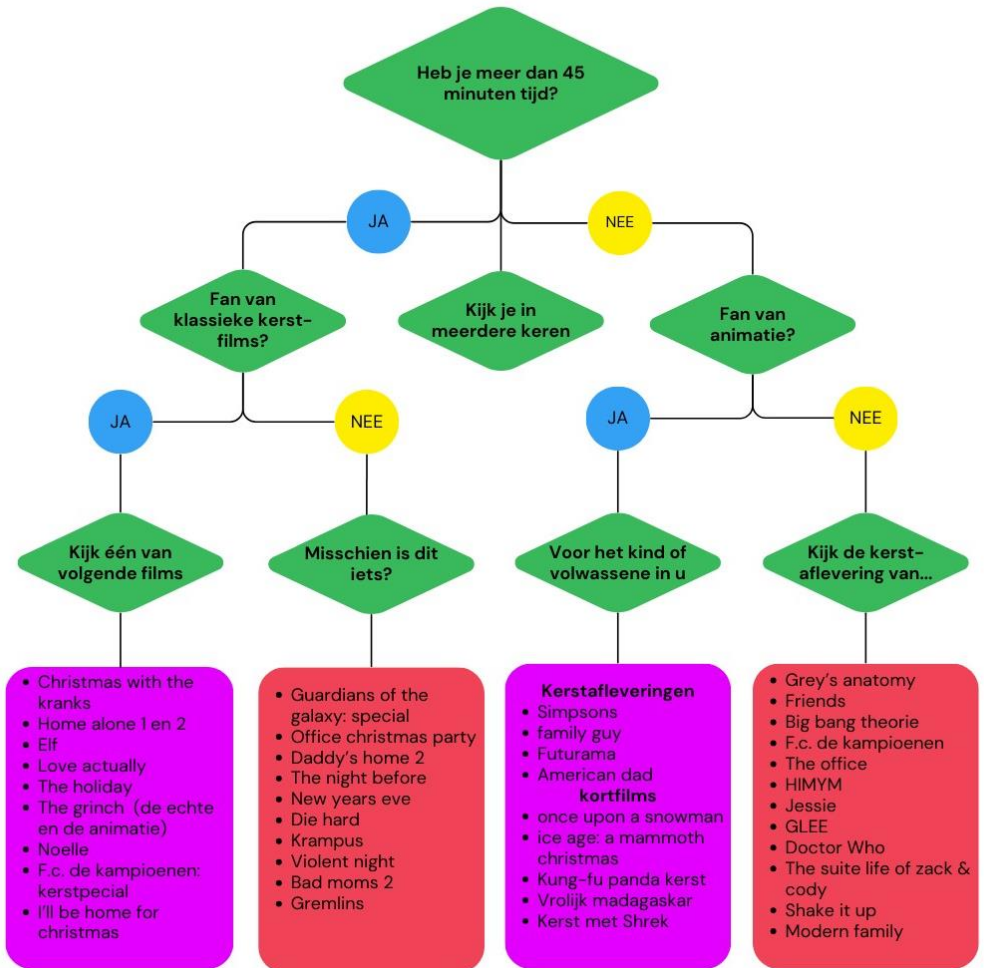 Heb je meer dan 45
minuten tijd?
JA
NEE
Fan van
klassieke kerst-
films?
Kijk je in
meerdere keren
Fan van
animatie?
JA
NEE
JA
NEE
Kijk één van
volgende films
Misschien is dit
iets?
Voor het kind of
volwassene in u
Kijk de kerst-
aflevering van...
• Christmas with the
kranks
• Home alone 1 en 2
• Elf
• Love actually
• The holiday
• The grinch (de echte
en de animatie)
• Noelle
• F.c. de kampioenen:
kerstpecial
• I'll be home for
christmas
• Guardians of the
galaxy: special
• Office christmas party
• Daddy's home 2
• The night before
• New years eve
• Die hard
• Krampus
• Violent night
• Bad moms 2
• Gremlins
Kerstafleveringen
• Simpsons
• family guy
• Futurama
• American dad
kortfilms
• once upon a snowman
• ice age: a mammoth
christmas
• Kung-fu panda kerst
• Vrolijk madagaskar
• Kerst met Shrek
• Grey's anatomy
• Friends
• Big bang theorie
• F.c. de kampioenen
• The office
• HIMYM
• Jessie
• GLEE
• Doctor Who
• The suite life of zack &
cody
• Shake it up
• Modern family